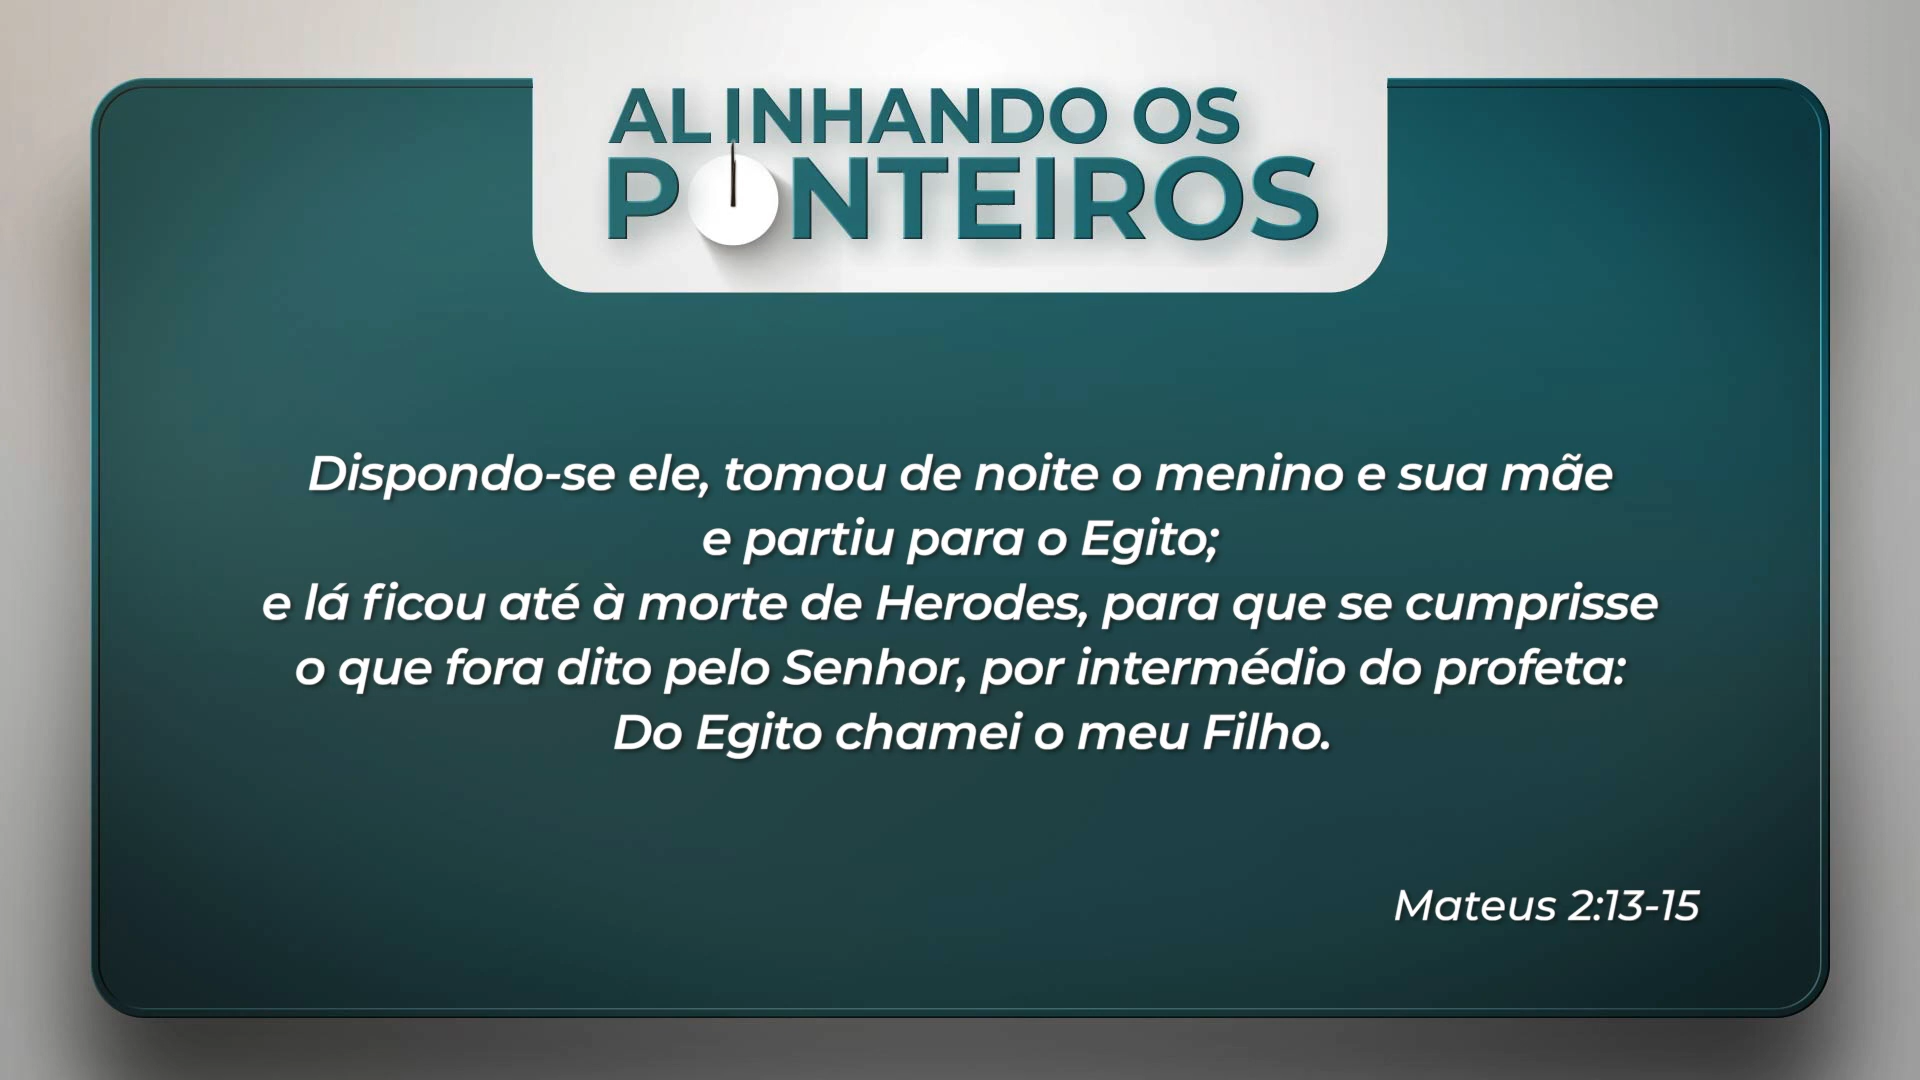 ALINHANDO OS
PONTEIROS
Dispondo-se ele, tomou de noite o menino e sua mãe
e partiu para o Egito;
e lá ficou até à morte de Herodes, para que se cumprisse
o que fora dito pelo Senhor, por intermédio do profeta:
Do Egito chamei o meu Filho.
Mateus 2:13-15